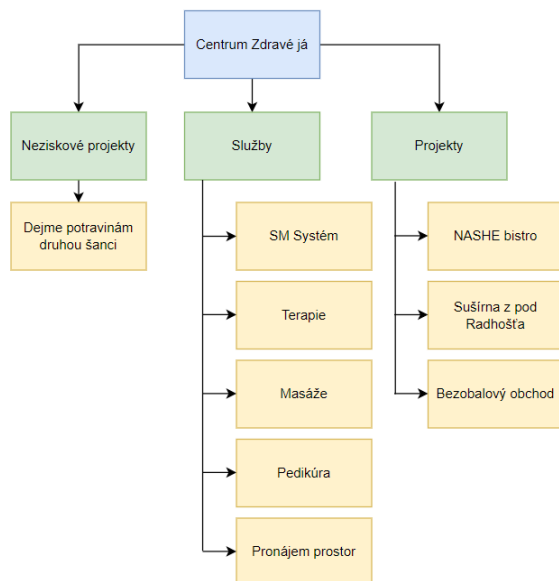 Centrum Zdravé já
Neziskové projekty
Služby
Projekty
Dejme potravinám
druhou šanci
SM Systém
NASHE bistro
Terapie
Sušírna z pod
Radhošťa
Masáže
Bezobalový obchod
Pedikúra
Pronájem prostor